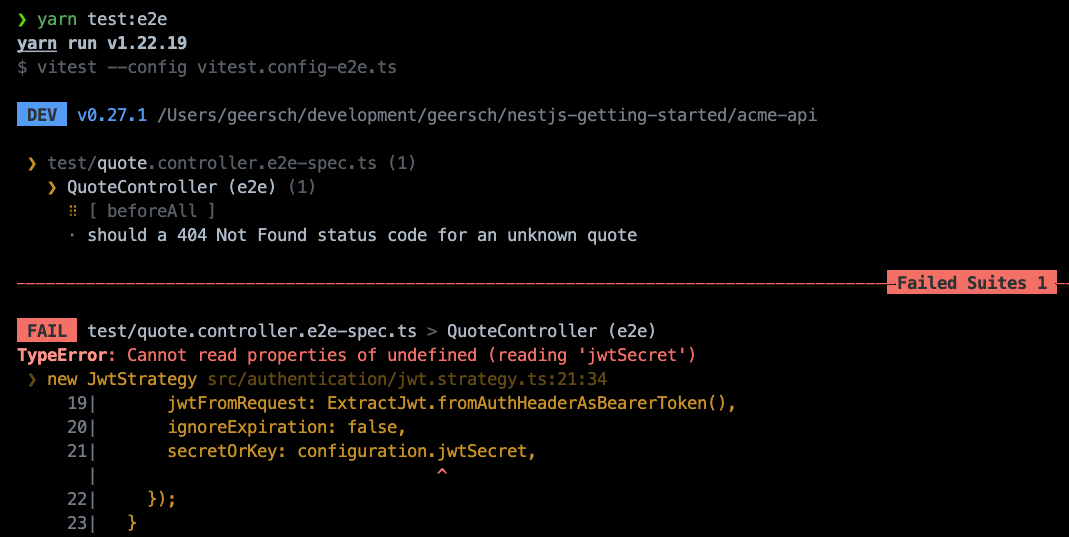 ❯ yarn test:e2e
yarn run v1.22.19
$ vitest --config vitest.config-e2e.ts
DEV v0.27.1 /Users/geersch/development/geersch/nestjs-getting-started/acme-api
❯ test/quote.controller.e2e-spec.ts (1)
❯ QuoteController (e2e) (1)
⠿ [ beforeAll ]
· should a 404 Not Found status code for an unknown quote
Failed Suites 1
FAIL test/quote.controller.e2e-spec.ts > QuoteController (e2e)
TypeError: Cannot read properties of undefined (reading 'jwtSecret')
❯ new JwtStrategy src/authentication/jwt.strategy.ts:21:34
19| jwtFromRequest: ExtractJwt.fromAuthHeaderAsBearerToken(),
20| ignoreExpiration: false,
21| secretOrKey: configuration.jwtSecret,
| ^
22| });
23| }